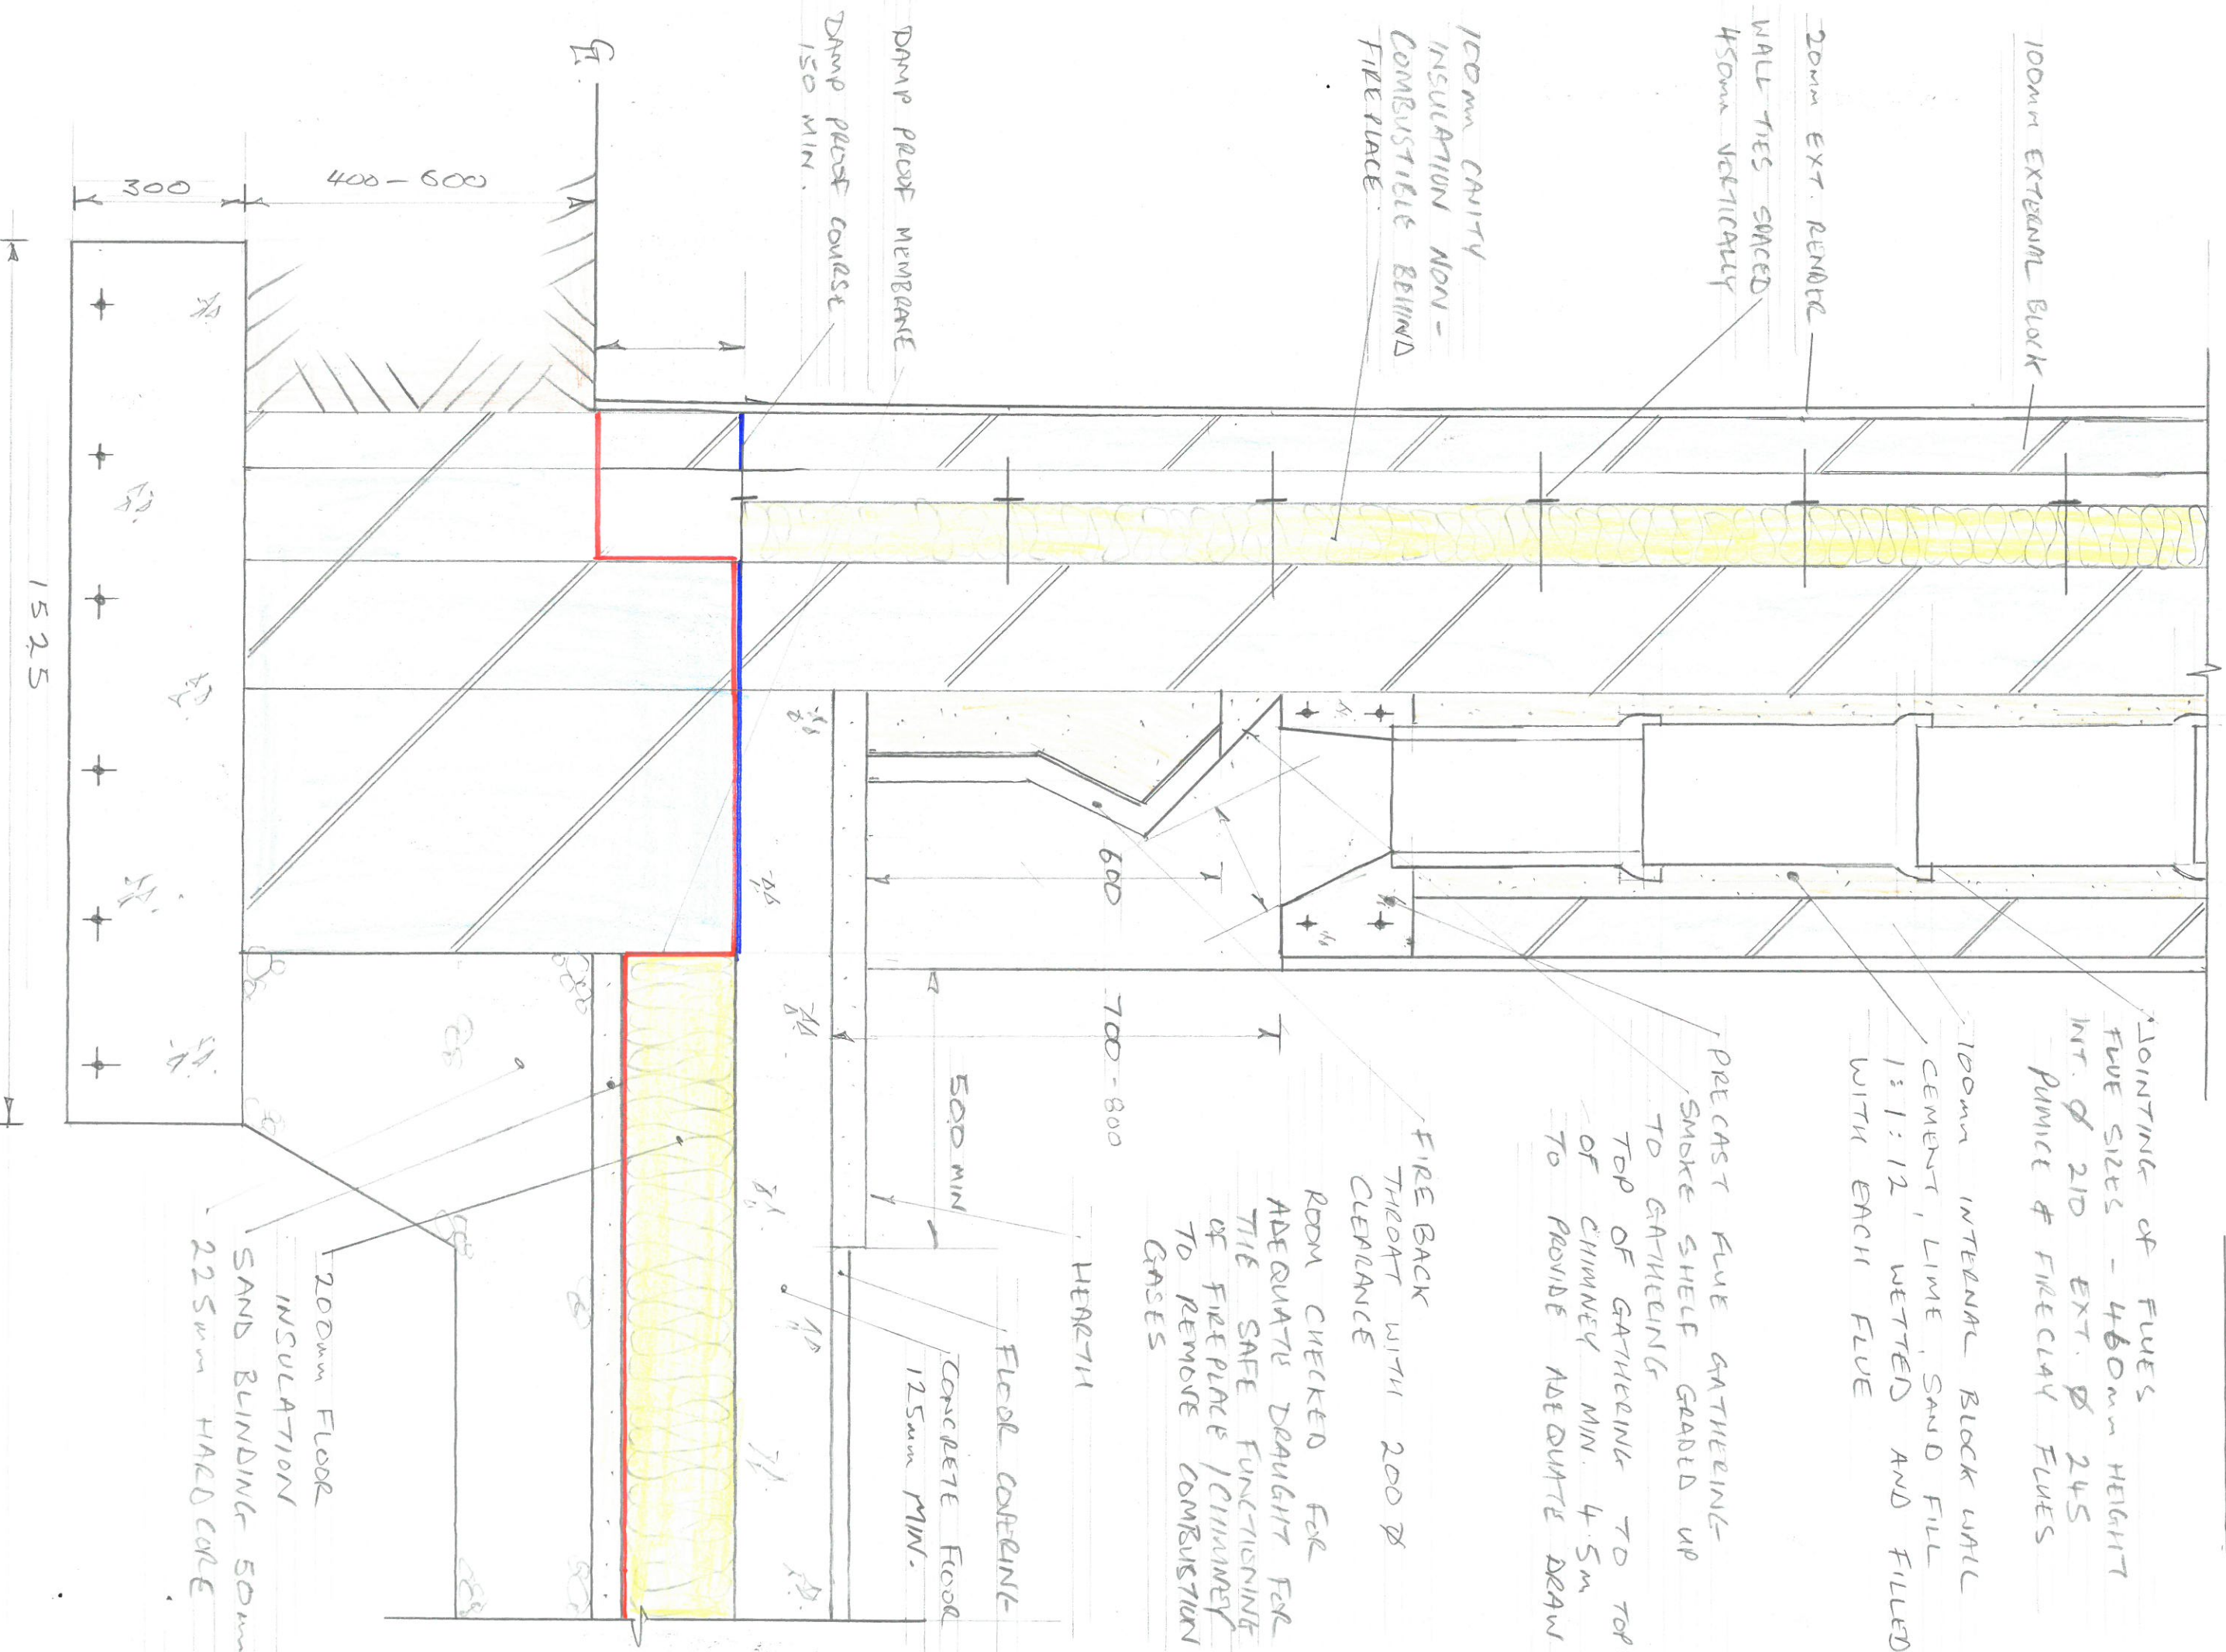 100mm EXTERNAL BLOCK
20mm EXT. RENDER
WALL TIES SPACED
450mm VERTICALLY
100mm CAVITY
INSULATION NON-
COMBUSTIBLE BEHIND
FIREPLACE.
DAMP PROOF MEMBRANE
DAMP PROOF COURSE
150 MIN.
GL
400-600
300
1525
JOINTING OF FLUES
FLUE SIZES - 460mm HEIGHT
INT. Ø 210 EXT. Ø 245
PUMICE & FIRECLAY FLUES
100mm INTERNAL BLOCK WALL
CEMENT, LIME, SAND FILL
1:1:12 WETTED AND FILLED
WITH EACH FLUE
PRECAST FLUE GATHERING
SMOKE SHELF GRADED UP
TO GATHERING
TOP OF GATHERING TO TOP
OF CHIMNEY MIN. 4.5m
TO PROVIDE ADEQUATE DRAW
FIRE BACK
THROAT WITH 200 Ø
CLEARANCE
ROOM CHECKED FOR
ADEQUATE DRAUGHT FOR
THE SAFE FUNCTIONING
OF FIREPLACE / CHIMNEY
TO REMOVE COMBUSTION
GASES
600
700-800
500 MIN
HEARTH
FLOOR COVERING
CONCRETE FLOOR
125mm MIN.
200mm FLOOR
INSULATION
SAND BLINDING 50mm
225mm HARDCORE